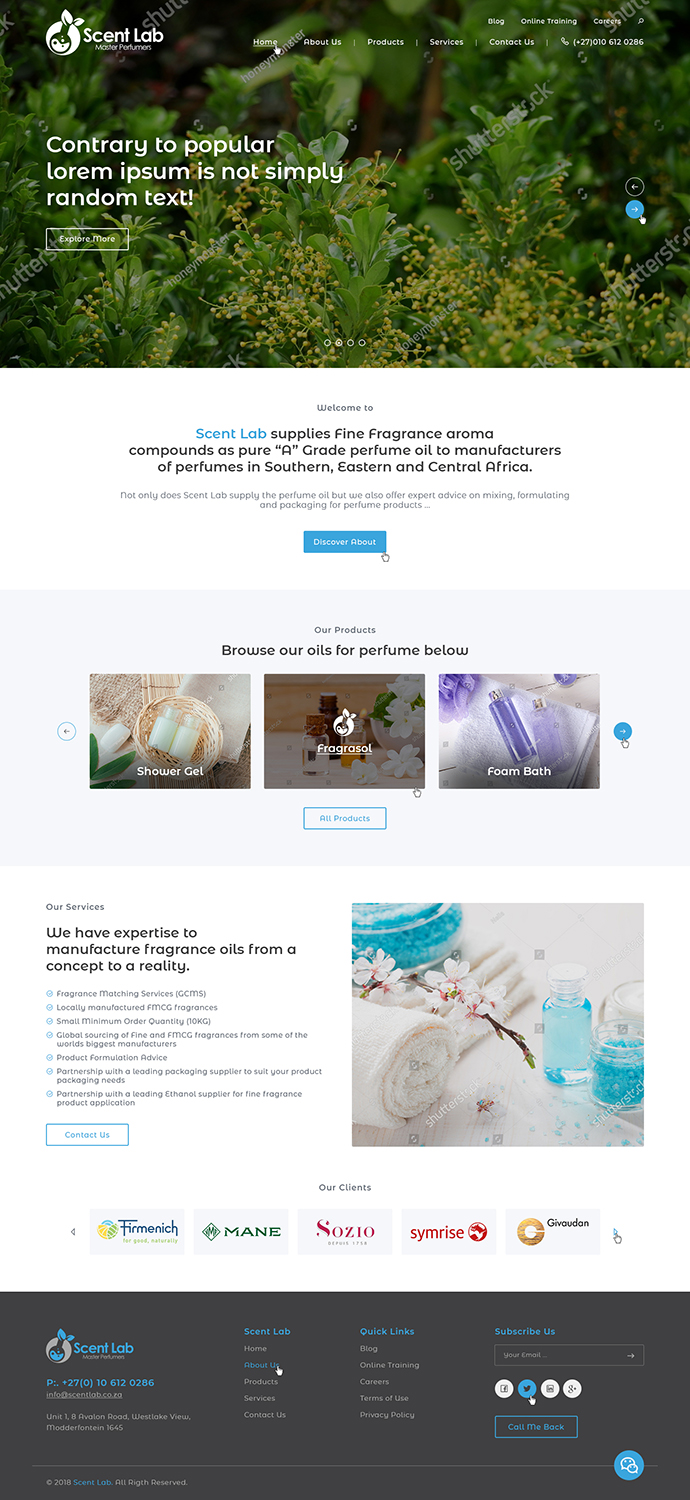 Scent Lab
Master Perfumers
Blog Online Training Careers
Home About Us | Products | Services | Contact Us | (+27)010 612 0286
honeymonster
shutterstock
Contrary to popular
lorem ipsum is not simply
random text!
Explore More
shutterstock
honeymonster
shutterstock
honeymonster
Welcome to
Scent Lab supplies Fine Fragrance aroma
compounds as pure “A” Grade perfume oil to manufacturers
of perfumes in Southern, Eastern and Central Africa.
Not only does Scent Lab supply the perfume oil but we also offer expert advice on mixing, formulating
and packaging for perfume products ...
Discover About
Our Products
Browse our oils for perfume below
Shower Gel
Fragrasol
Foam Bath
All Products
Our Services
We have expertise to
manufacture fragrance oils from a
concept to a reality.
Fragrance Matching Services (GCMS)
Locally manufactured FMCG fragrances
Small Minimum Order Quantity (10KG)
Global sourcing of Fine and FMCG fragrances from some of the
worlds biggest manufacturers
Product Formulation Advice
Partnership with a leading packaging supplier to suit your product
packaging needs
Partnership with a leading Ethanol supplier for fine fragrance
product application
Contact Us
shutterstock
Our Clients
Firmenich
for good, naturally
MANE
SOZIO
DEPUIS 1758
symrise
Givaudan
Scent Lab
Master Perfumers
P:. +27(0) 10 612 0286
info@scentlab.co.za
Unit 1, 8 Avalon Road, Westlake View,
Modderfontein 1645
Scent Lab
Home
About Us
Products
Services
Contact Us
Quick Links
Blog
Online Training
Careers
Terms of Use
Privacy Policy
Subscribe Us
Your Email ...
Call Me Back
© 2018 Scent Lab. All Rigth Reserved.